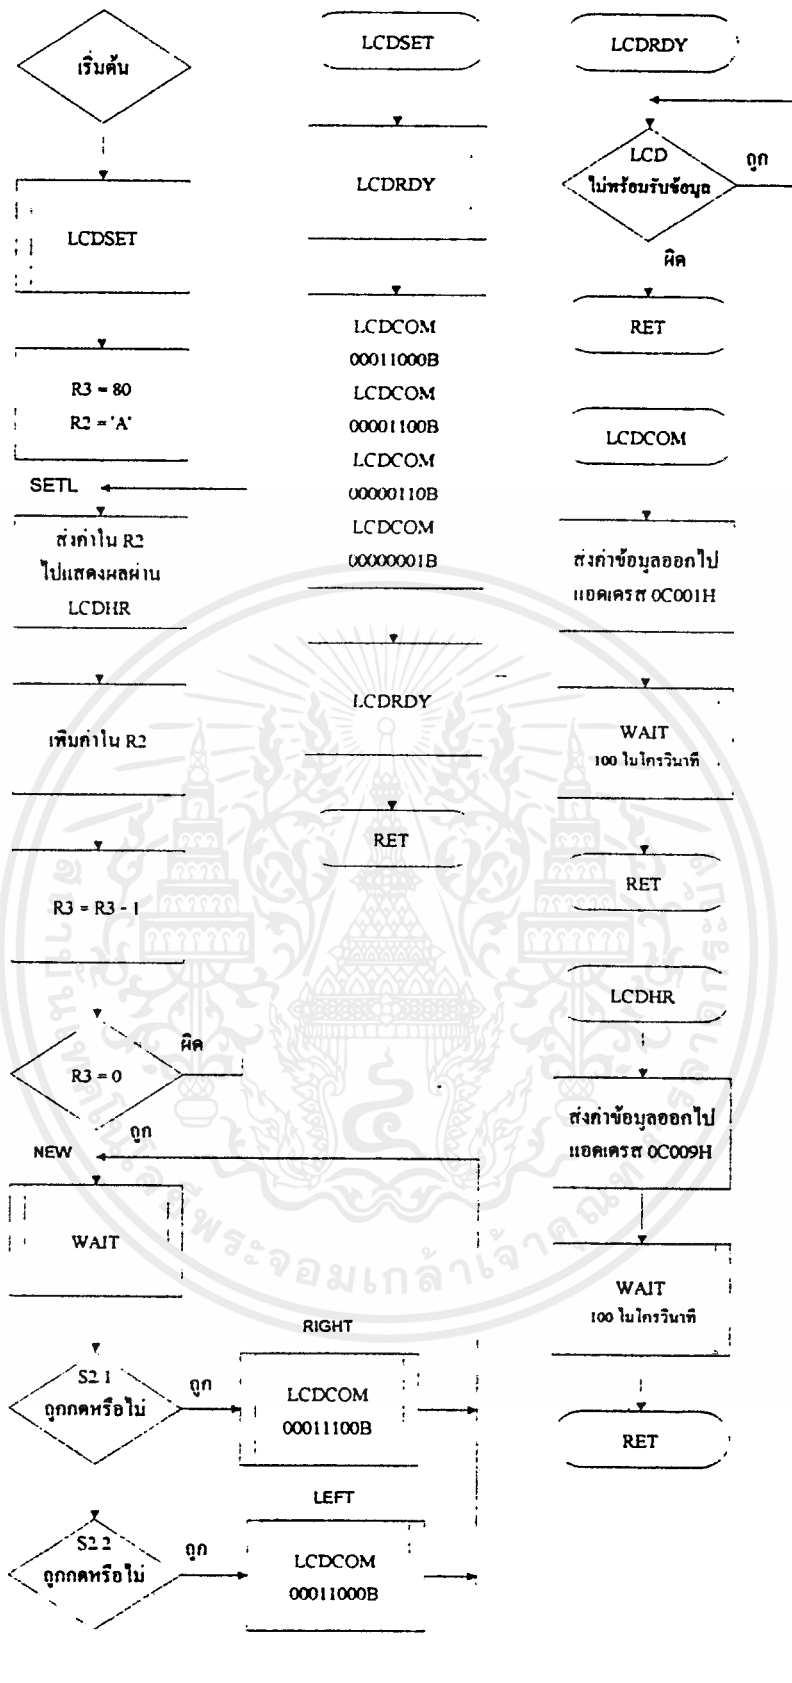 เริ่มต้น
LCDSET
R3 = 80
R2 = 'A'
SETL
ส่งค่าใน R2
ไปแสดงผลผ่าน
LCDHR
เพิ่มค่าใน R2
R3 = R3 - 1
R3 = 0
ผิด
ถูก
NEW
WAIT
S2.1
ถูกกดหรือไม่
ถูก
RIGHT
LCDCOM
00011100B
S2.2
ถูกกดหรือไม่
ถูก
LEFT
LCDCOM
00011000B
LCDSET
LCDRDY
LCDCOM
00011000B
LCDCOM
00001100B
LCDCOM
00000110B
LCDCOM
00000001B
LCDRDY
RET
LCDRDY
LCD
ไม่พร้อมรับข้อมูล
ถูก
ผิด
RET
LCDCOM
ส่งค่าข้อมูลออกไป
แอดเดรส 0C001H
WAIT
100 ไมโครวินาที
RET
LCDHR
ส่งค่าข้อมูลออกไป
แอดเดรส 0C009H
WAIT
100 ไมโครวินาที
RET